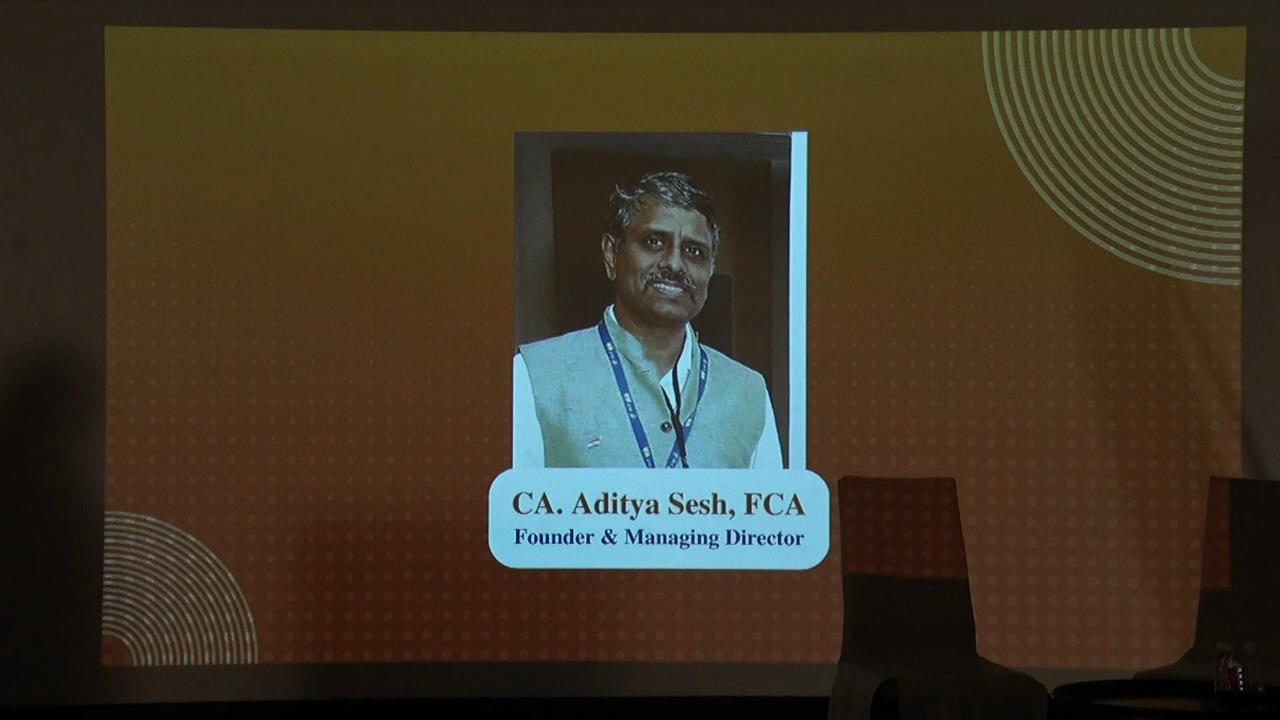 CA. Aditya Sesh, FCA
Founder & Managing Director